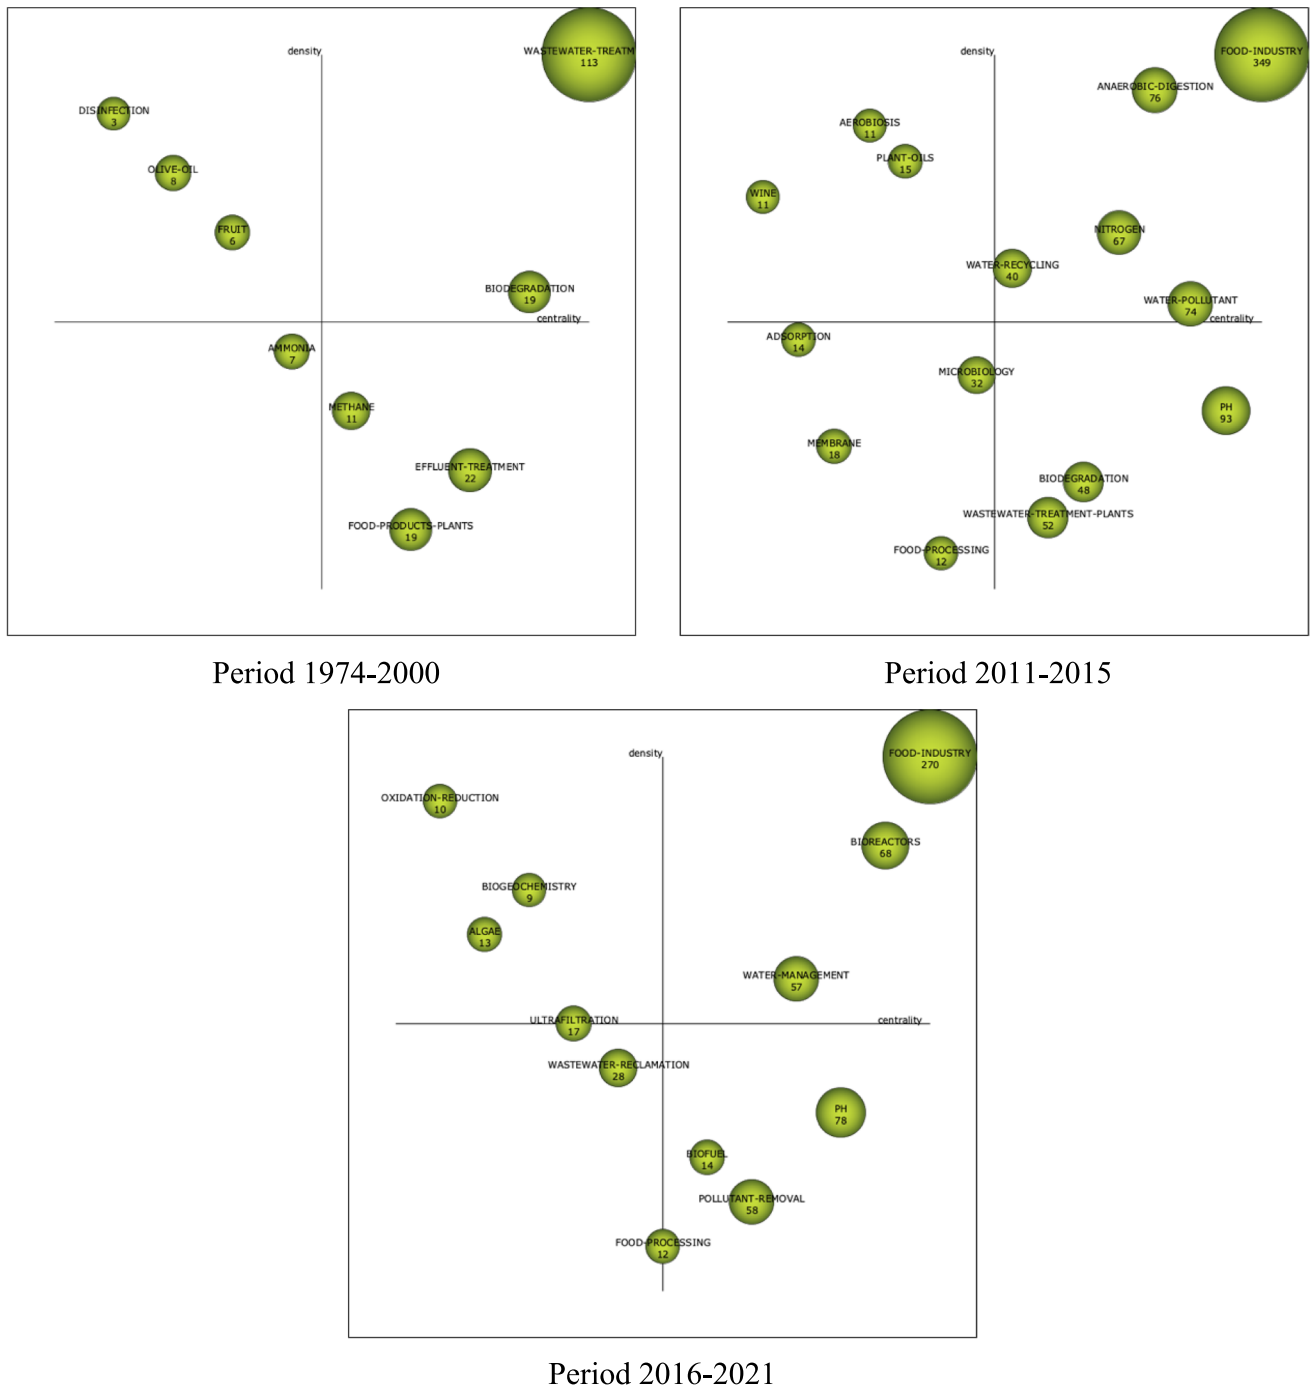 density
WASTEWATER-TREATM
113
DISINFECTION
3
OLIVE-OIL
8
FRUIT
6
BIODEGRADATION
19
centrality
AMMONIA
7
METHANE
11
EFFLUENT-TREATMENT
22
FOOD-PRODUCTS-PLANTS
19
Period 1974-2000
density
FOOD-INDUSTRY
349
ANAEROBIC-DIGESTION
76
AEROBIOSIS
11
PLANT-OILS
15
WINE
11
NITROGEN
67
WATER-RECYCLING
40
WATER-POLLUTANT
74
centrality
ADSORPTION
14
MICROBIOLOGY
32
PH
93
MEMBRANE
18
BIODEGRADATION
48
WASTEWATER-TREATMENT-PLANTS
52
FOOD-PROCESSING
12
Period 2011-2015
density
FOOD-INDUSTRY
270
OXIDATION-REDUCTION
10
BIOREACTORS
68
BIOGEOCHEMISTRY
9
ALGAE
13
WATER-MANAGEMENT
57
ULTRAFILTRATION
17
centrality
WASTEWATER-RECLAMATION
28
PH
78
BIOFUEL
14
POLLUTANT-REMOVAL
58
FOOD-PROCESSING
12
Period 2016-2021